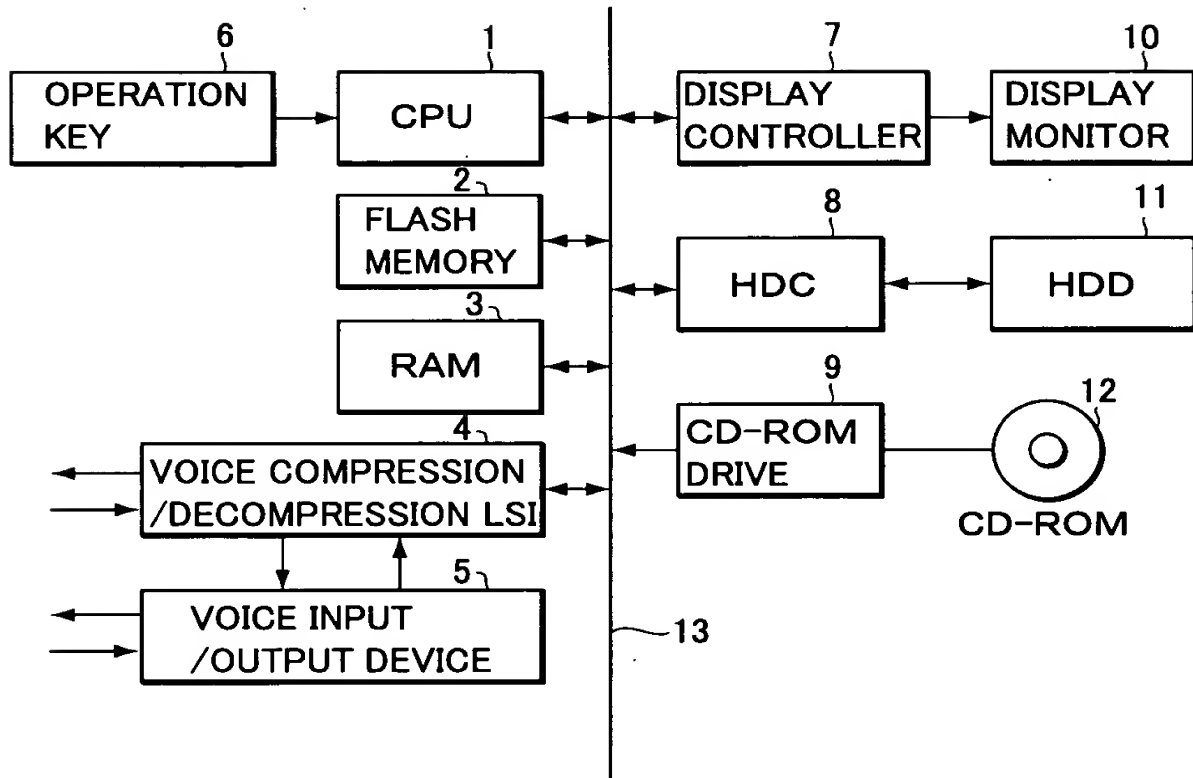 6
OPERATION
KEY
1
CPU
7
DISPLAY
CONTROLLER
10
DISPLAY
MONITOR
2
FLASH
MEMORY
8
HDC
11
HDD
3
RAM
9
CD-ROM
DRIVE
12
CD-ROM
4
VOICE COMPRESSION
/DECOMPRESSION LSI
5
VOICE INPUT
/OUTPUT DEVICE
13